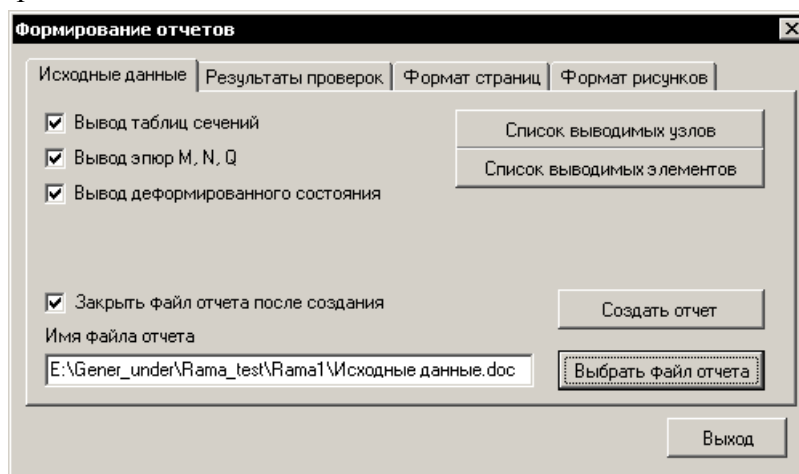 Формирование отчетов
Исходные данные Результаты проверок Формат страниц Формат рисунков
Вывод таблиц сечений
Список выводимых узлов
Вывод эпюр M, N, Q
Список выводимых элементов
Вывод деформированного состояния
Закрыть файл отчета после создания
Создать отчет
Имя файла отчета
E:\Gener_under\Rama_test\Rama1\Исходные данные.doc
Выбрать файл отчета
Выход